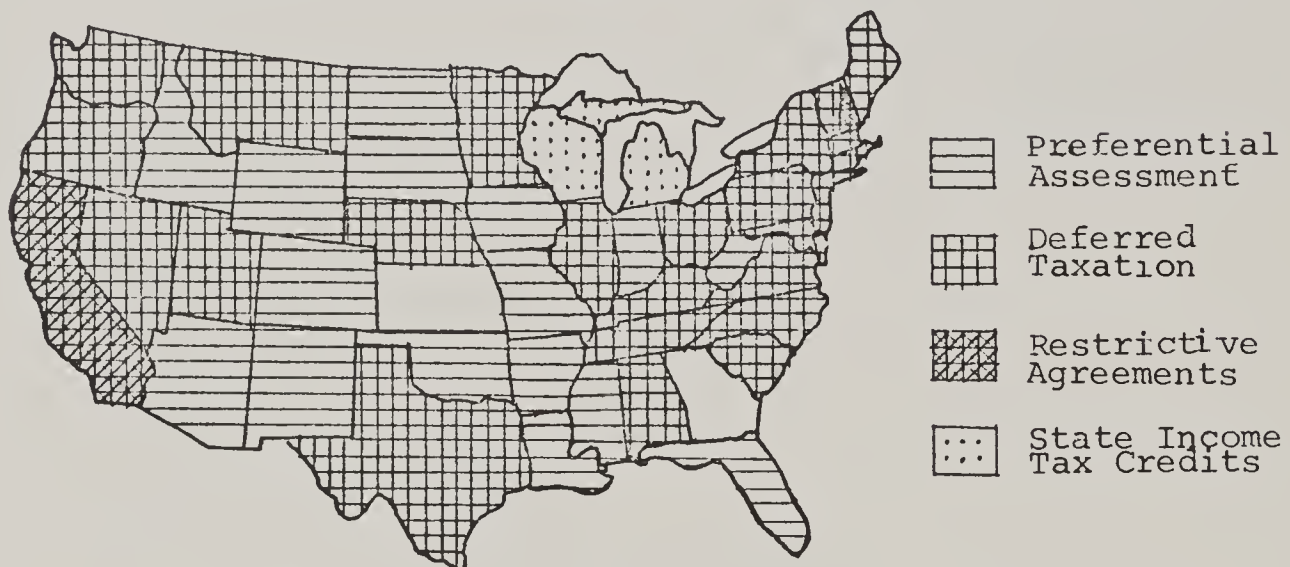 Preferential
Assessment
Deferred
Taxation
Restrictive
Agreements
State Income
Tax Credits